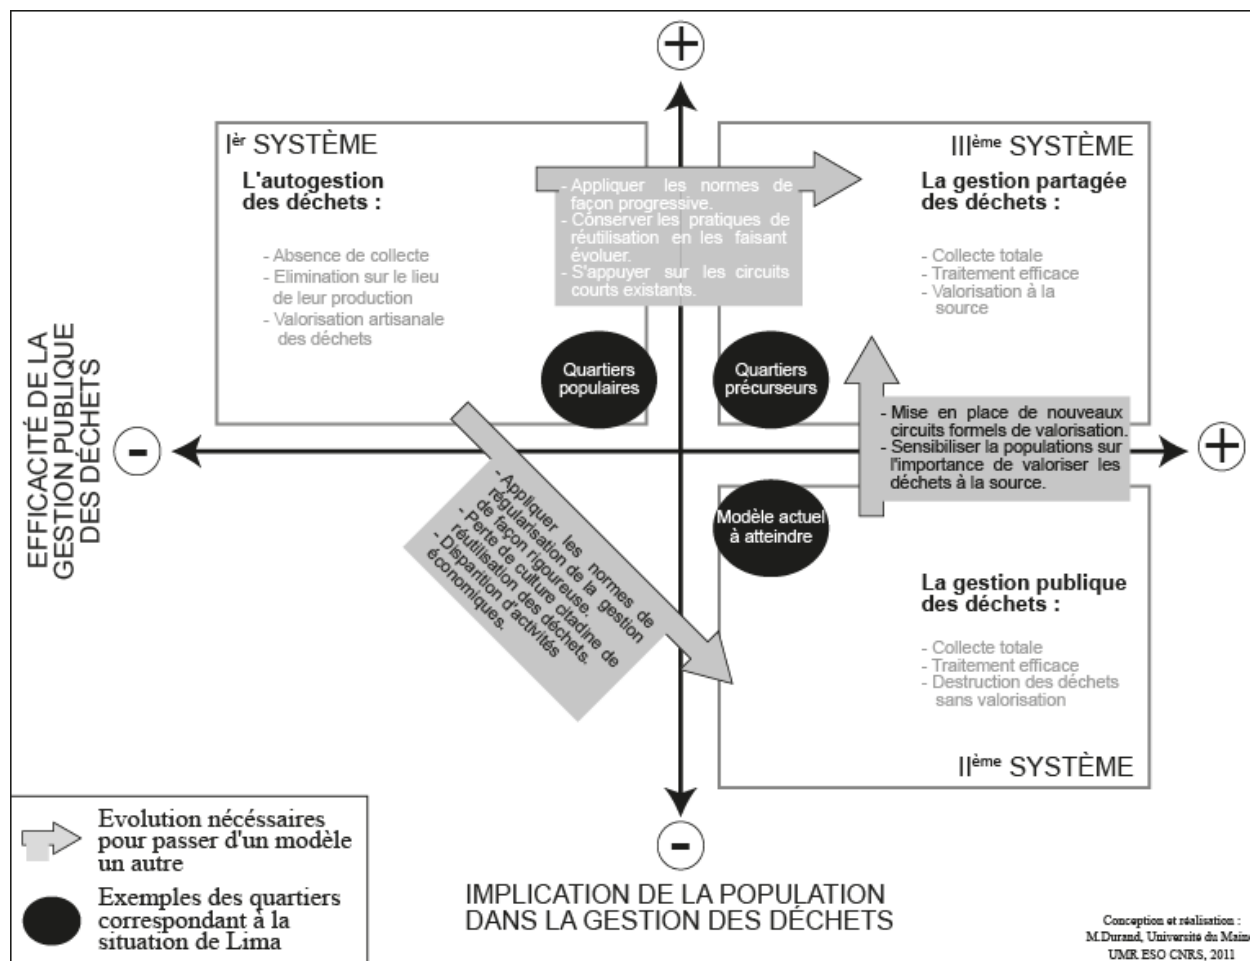 +
Ièr SYSTÈME
L'autogestion
des déchets :
- Absence de collecte
- Elimination sur le lieu
de leur production
- Valorisation artisanale
des déchets
- Appliquer les normes de
façon progressive.
- Conserver les pratiques de
réutilisation en les faisant
évoluer.
- S'appuyer sur les circuits
courts existants.
IIIème SYSTÈME
La gestion partagée
des déchets :
- Collecte totale
- Traitement efficace
- Valorisation à la
source
Quartiers
populaires
Quartiers
précurseurs
EFFICACITÉ DE LA
GESTION PUBLIQUE
DES DÉCHETS
-
- Mise en place de nouveaux
circuits formels de valorisation.
- Sensibiliser la populations sur
l'importance de valoriser les
déchets à la source.
+
- Appliquer les normes de
régularisation de la gestion
de façon rigoureuse.
- Perte de culture citadine de
réutilisation des déchets.
- Disparition d'activités
économiques.
Modèle actuel
à atteindre
La gestion publique
des déchets :
- Collecte totale
- Traitement efficace
- Destruction des déchets
sans valorisation
IIème SYSTÈME
-
IMPLICATION DE LA POPULATION
DANS LA GESTION DES DÉCHETS
Evolution nécéssaires
pour passer d'un modèle
un autre
Exemples des quartiers
correspondant à la
situation de Lima
Conception et réalisation :
M.Durand, Université du Maine
UMR ESO CNRS, 2011